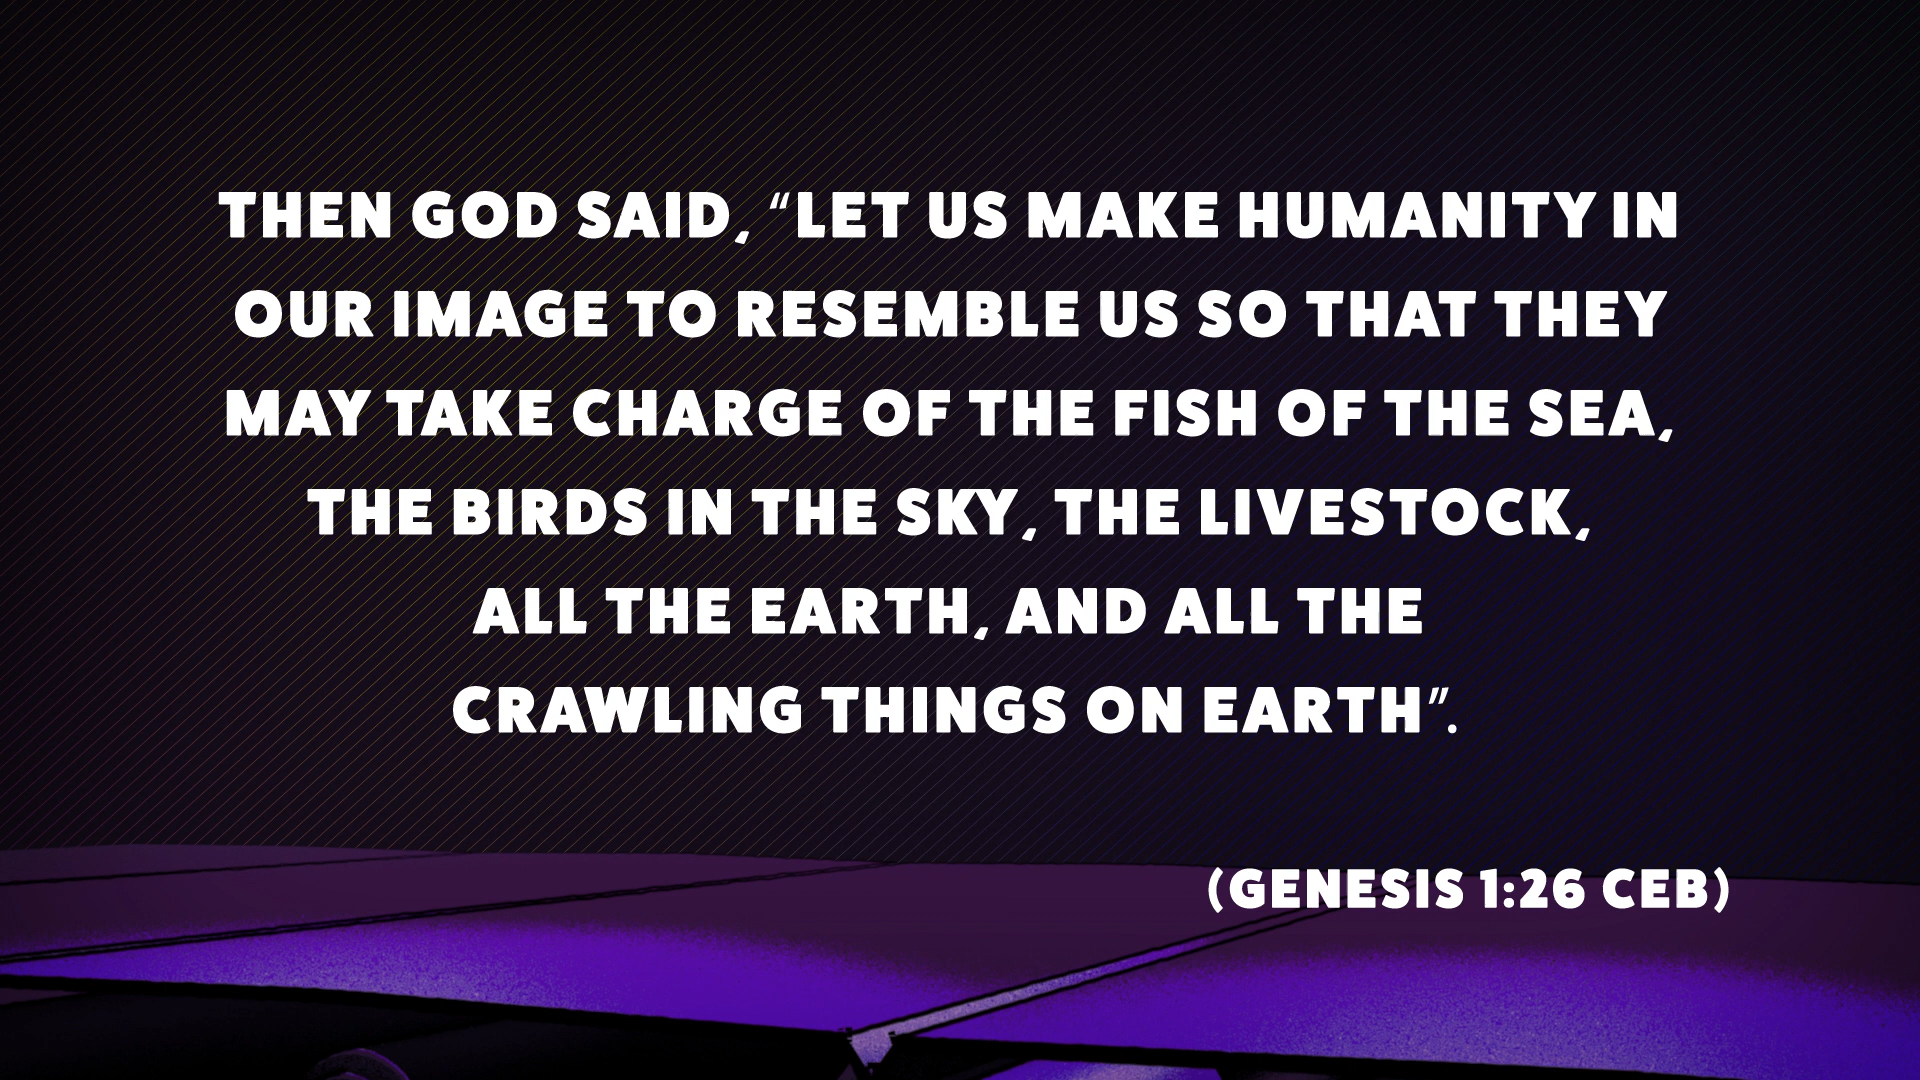 THEN GOD SAID, “LET US MAKE HUMANITY IN
OUR IMAGE TO RESEMBLE US SO THAT THEY
MAY TAKE CHARGE OF THE FISH OF THE SEA,
THE BIRDS IN THE SKY, THE LIVESTOCK,
ALL THE EARTH, AND ALL THE
CRAWLING THINGS ON EARTH”.
(GENESIS 1:26 CEB)